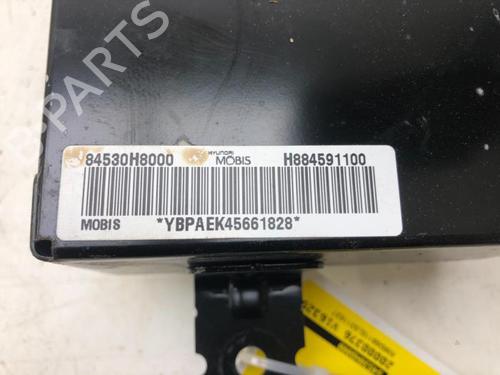 PARTS
84530H8000 HYUNDAI MOBIS H884591100
MOBIS *YBPAEK45661828*